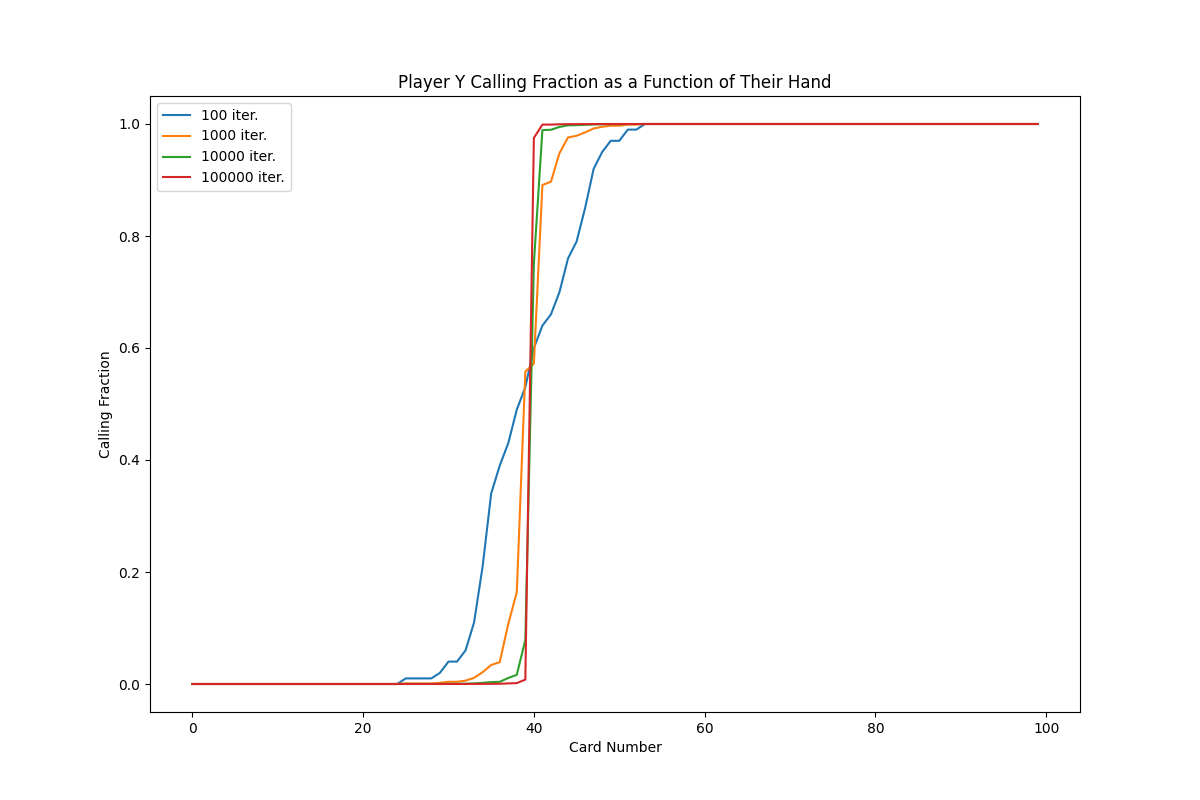 Player Y Calling Fraction as a Function of Their Hand
100 iter.
1000 iter.
10000 iter.
100000 iter.
1.0
0.8
0.6
0.4
0.2
0.0
Calling Fraction
0 20 40 60 80 100
Card Number